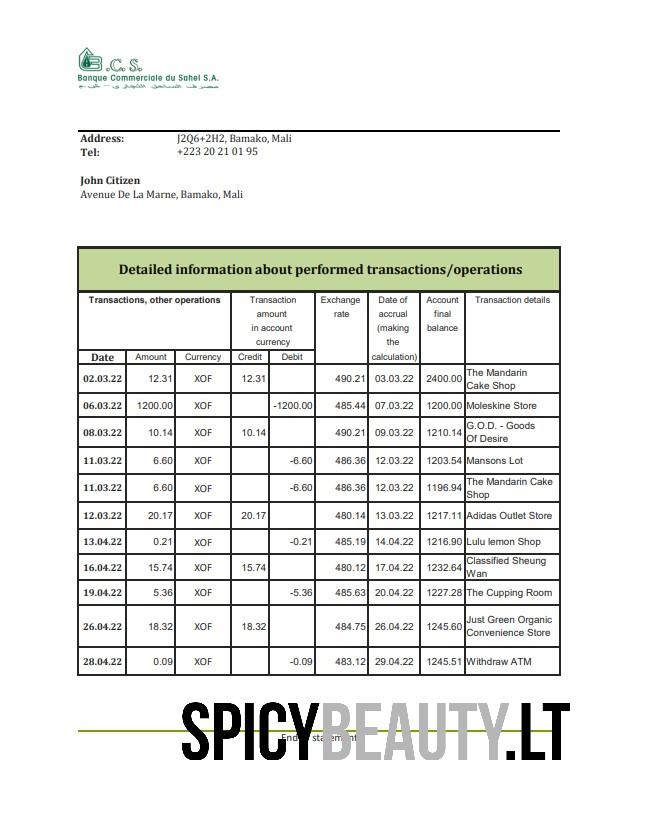 B.C.S.
Banque Commerciale du Sahel S.A.
Address: J2Q6+2H2, Bamako, Mali
Tel: +223 20 21 01 95
John Citizen
Avenue De La Marne, Bamako, Mali
Detailed information about performed transactions/operations
Transactions, other operations Transaction amount in account currency Exchange rate Date of accrual (making the calculation) Account final balance Transaction details
Date Amount Currency Credit Debit
02.03.22 12.31 XOF 12.31 490.21 03.03.22 2400.00 The Mandarin Cake Shop
06.03.22 1200.00 XOF -1200.00 485.44 07.03.22 1200.00 Moleskine Store
08.03.22 10.14 XOF 10.14 490.21 09.03.22 1210.14 G.O.D. - Goods Of Desire
11.03.22 6.60 XOF -6.60 486.36 12.03.22 1203.54 Mansons Lot
11.03.22 6.60 XOF -6.60 486.36 12.03.22 1196.94 The Mandarin Cake Shop
12.03.22 20.17 XOF 20.17 480.14 13.03.22 1217.11 Adidas Outlet Store
13.04.22 0.21 XOF -0.21 485.19 14.04.22 1216.90 Lulu lemon Shop
16.04.22 15.74 XOF 15.74 480.12 17.04.22 1232.64 Classified Sheung Wan
19.04.22 5.36 XOF -5.36 485.63 20.04.22 1227.28 The Cupping Room
26.04.22 18.32 XOF 18.32 484.75 26.04.22 1245.60 Just Green Organic Convenience Store
28.04.22 0.09 XOF -0.09 483.12 29.04.22 1245.51 Withdraw ATM
SPICYBEAUTY.LT